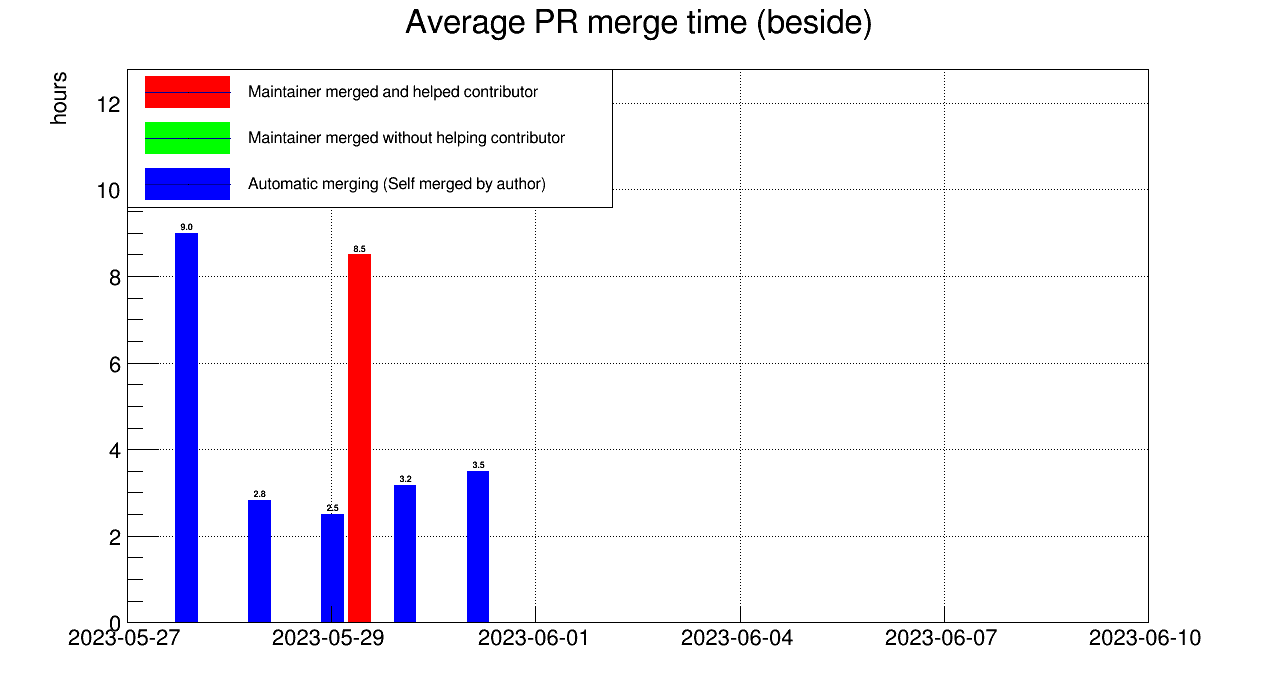 Average PR merge time (beside)
hours
Maintainer merged and helped contributor
Maintainer merged without helping contributor
Automatic merging (Self merged by author)
12
10
8
6
4
2
0
9.0
2.8
2.5
8.5
3.2
3.5
2023-05-27 2023-05-29 2023-06-01 2023-06-04 2023-06-07 2023-06-10